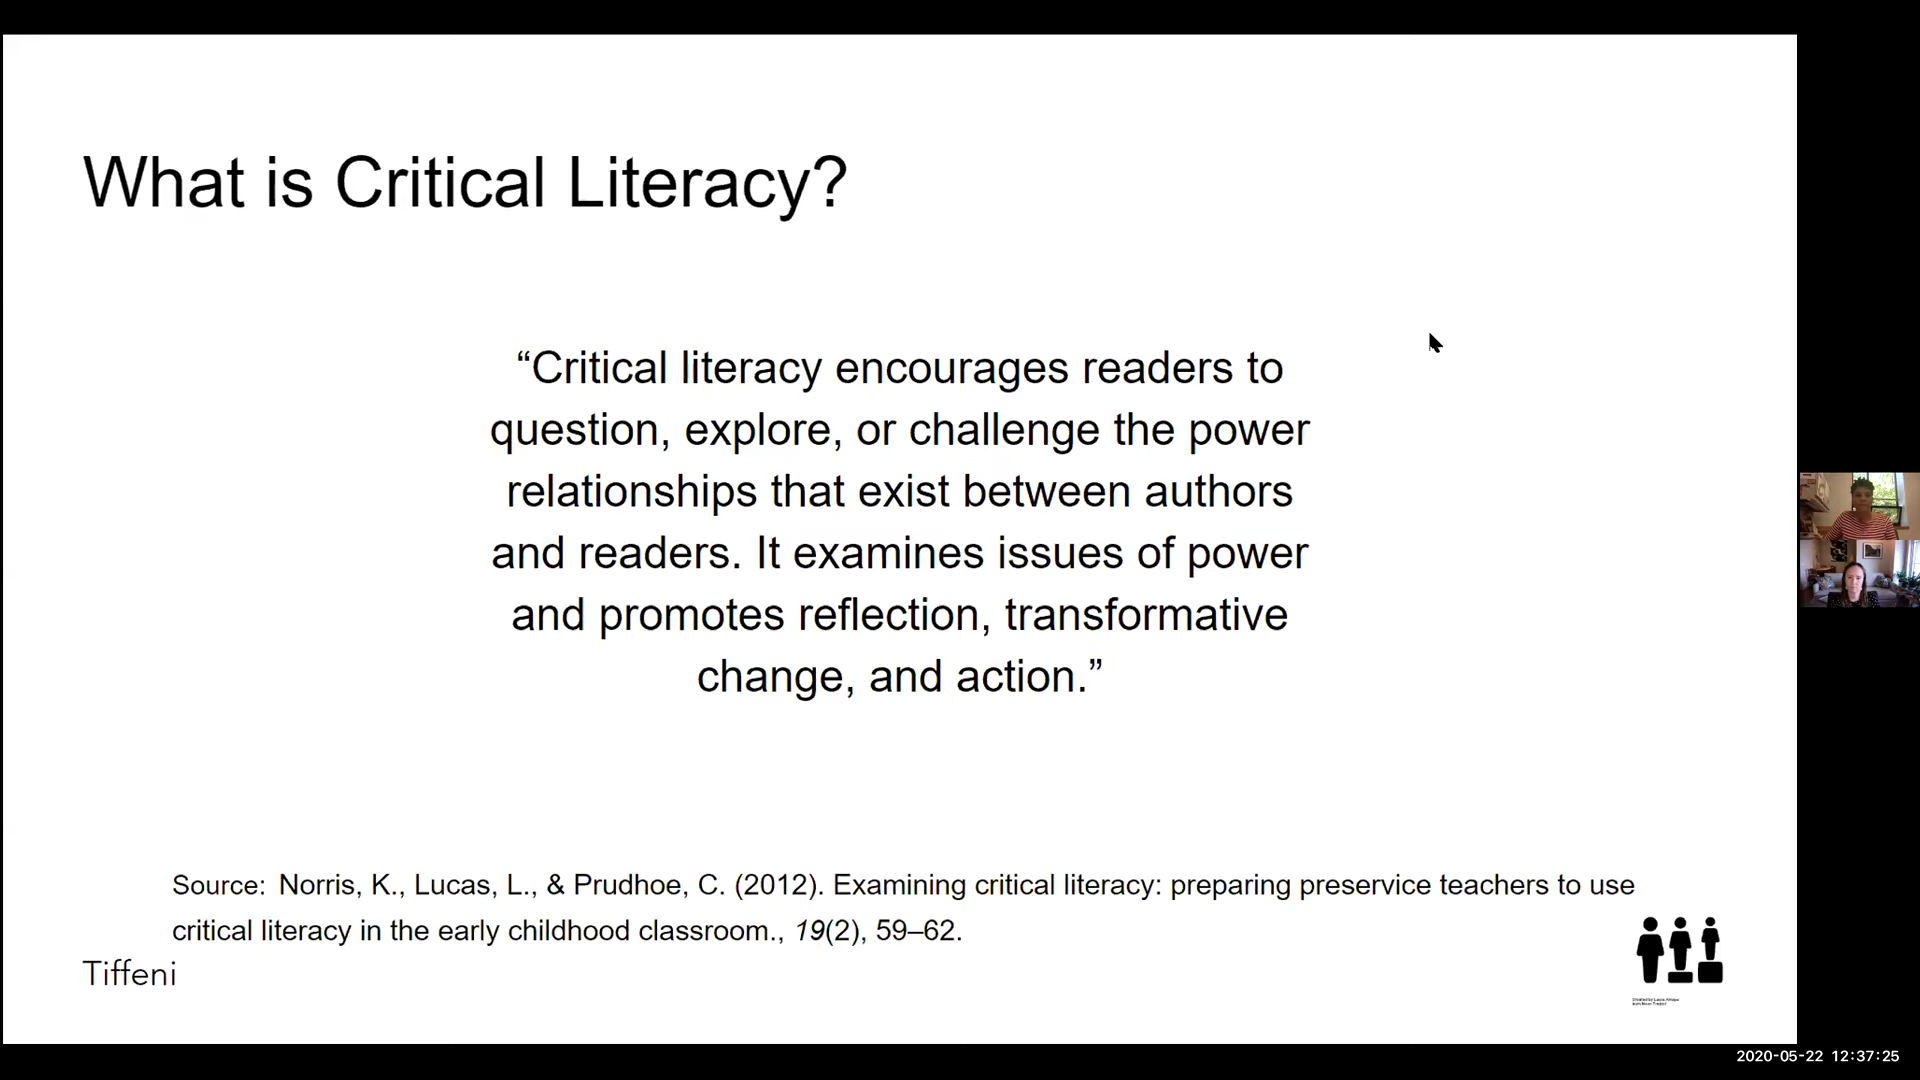 What is Critical Literacy?
“Critical literacy encourages readers to
question, explore, or challenge the power
relationships that exist between authors
and readers. It examines issues of power
and promotes reflection, transformative
change, and action.”
Source: Norris, K., Lucas, L., & Prudhoe, C. (2012). Examining critical literacy: preparing preservice teachers to use
critical literacy in the early childhood classroom., 19(2), 59–62.
Tiffeni
2020-05-22 12:37:25